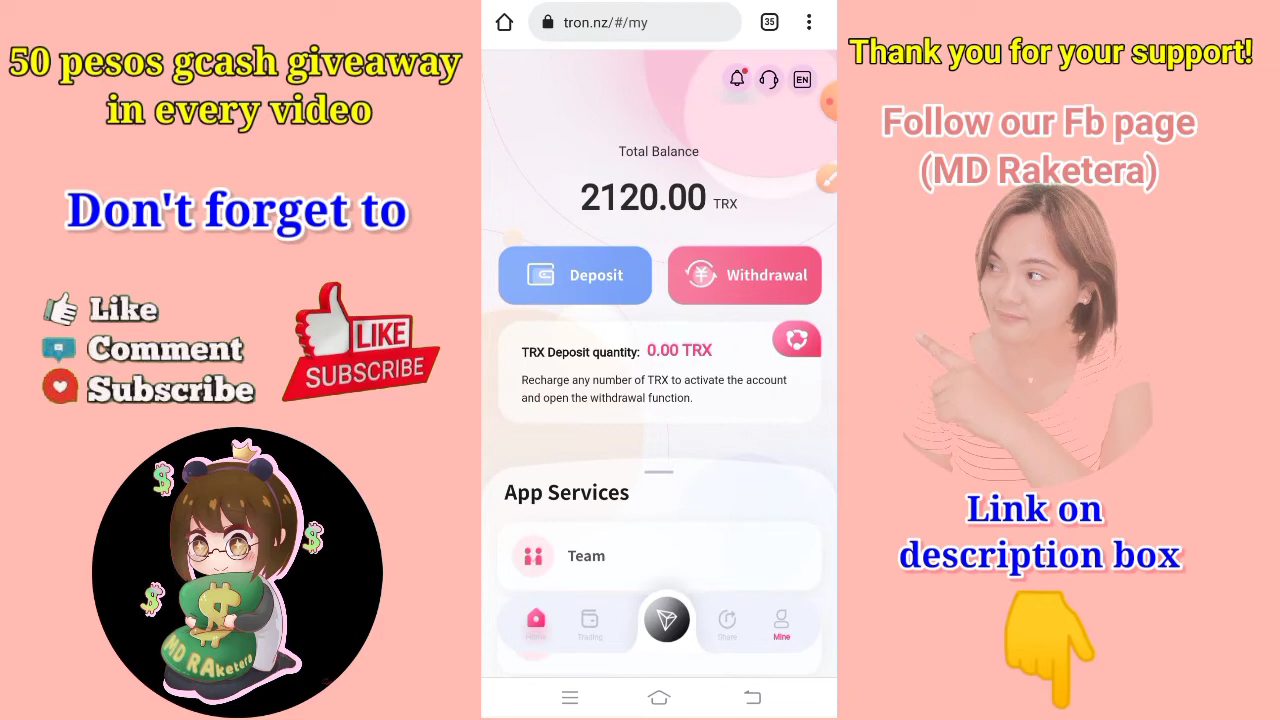 50 pesos gcash giveaway
in every video
Don't forget to
Like
Comment
Subscribe
LIKE
SUBSCRIBE
MD RAketera
tron.nz/#/my
35
EN
Total Balance
2120.00 TRX
Deposit
Withdrawal
TRX Deposit quantity: 0.00 TRX
Recharge any number of TRX to activate the account
and open the withdrawal function.
App Services
Team
Home
Trading
Share
Mine
Thank you for your support!
Follow our Fb page
(MD Raketera)
Link on
description box